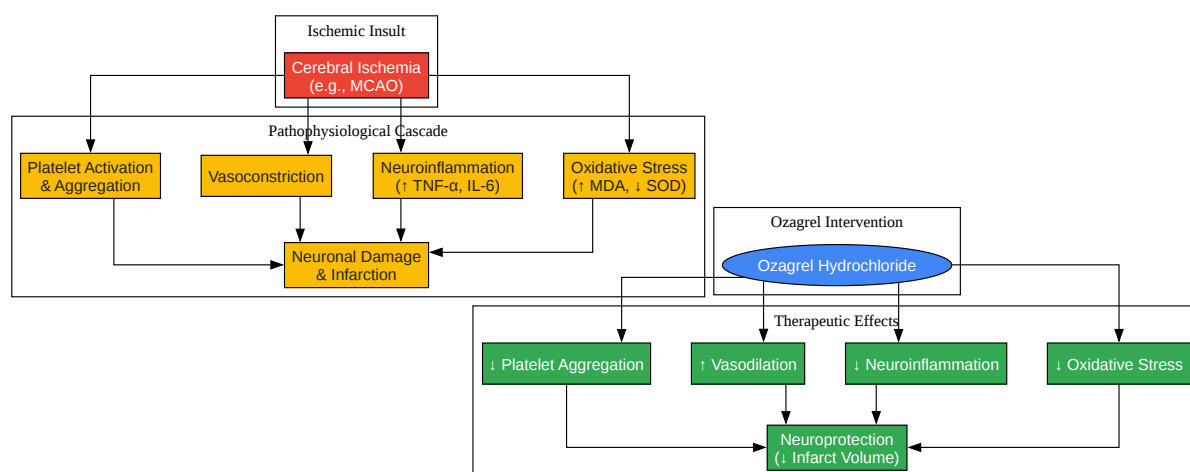 Ischemic Insult
Cerebral Ischemia
(e.g., MCAO)
Pathophysiological Cascade
Platelet Activation
& Aggregation
Vasoconstriction
Neuroinflammation
(↑ TNF-α, IL-6)
Oxidative Stress
(↑ MDA, ↓ SOD)
Neuronal Damage
& Infarction
Ozagrel Intervention
Ozagrel Hydrochloride
Therapeutic Effects
↓ Platelet Aggregation
↑ Vasodilation
↓ Neuroinflammation
↓ Oxidative Stress
Neuroprotection
(↓ Infarct Volume)